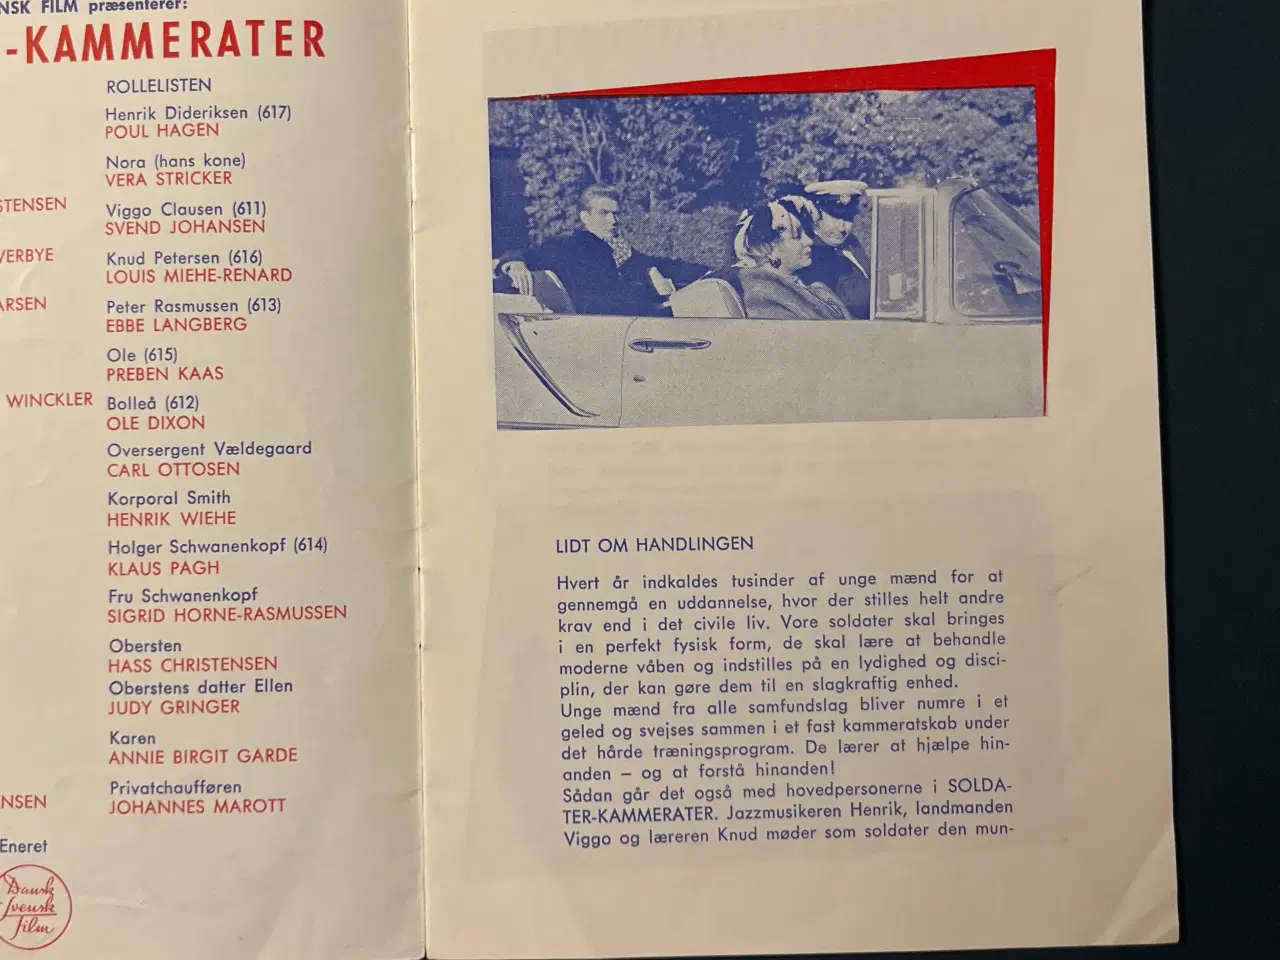 NSK FILM præsenterer:
-KAMMERATER
ROLLELISTEN
Henrik Dideriksen (617)
POUL HAGEN
Nora (hans kone)
VERA STRICKER
STENSEN
Viggo Clausen (611)
SVEND JOHANSEN
VERBYE
Knud Petersen (616)
LOUIS MIEHE-RENARD
ARSEN
Peter Rasmussen (613)
EBBE LANGBERG
Ole (615)
PREBEN KAAS
WINCKLER
Bolleå (612)
OLE DIXON
Oversergent Vældegaard
CARL OTTOSEN
Korporal Smith
HENRIK WIEHE
Holger Schwanenkopf (614)
KLAUS PAGH
Fru Schwanenkopf
SIGRID HORNE-RASMUSSEN
Obersten
HASS CHRISTENSEN
Oberstens datter Ellen
JUDY GRINGER
Karen
ANNIE BIRGIT GARDE
Privatchaufføren
NSEN
JOHANNES MAROTT
Eneret
Dansk
Svensk
Film
LIDT OM HANDLINGEN
Hvert år indkaldes tusinder af unge mænd for at
gennemgå en uddannelse, hvor der stilles helt andre
krav end i det civile liv. Vore soldater skal bringes
i en perfekt fysisk form, de skal lære at behandle
moderne våben og indstilles på en lydighed og disci-
plin, der kan gøre dem til en slagkraftig enhed.
Unge mænd fra alle samfundslag bliver numre i et
geled og svejses sammen i et fast kammeratskab under
det hårde træningsprogram. De lærer at hjælpe hin-
anden – og at forstå hinanden!
Sådan går det også med hovedpersonerne i SOLDA-
TER-KAMMERATER. Jazzmusikeren Henrik, landmanden
Viggo og læreren Knud møder som soldater den mun-